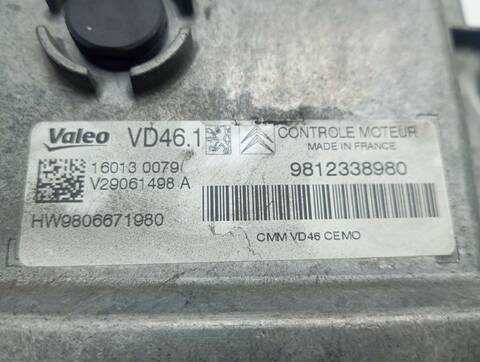 Valeo VD46.1 CONTROLE MOTEUR
MADE IN FRANCE
16013 0079/ 9812338980
V29061498 A
HW9806671980
CMM VD46 CEMO